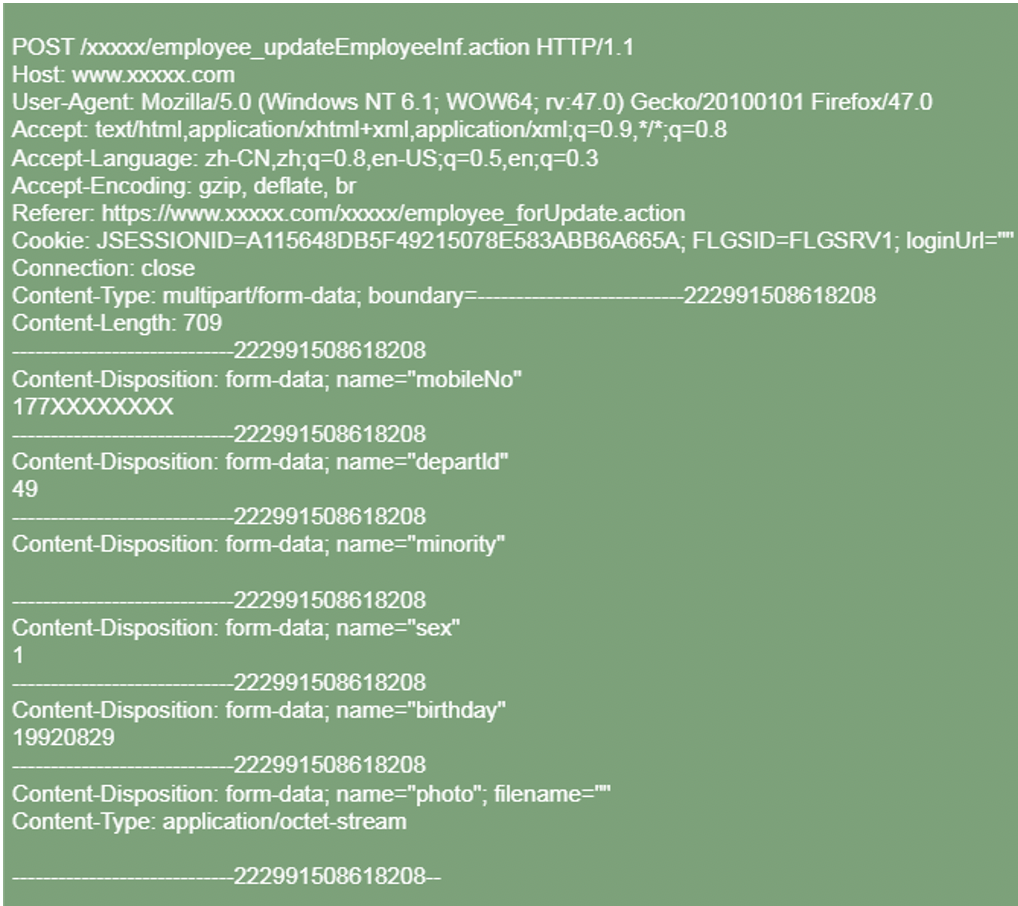 POST /xxxxx/employee_updateEmployeeInf.action HTTP/1.1
Host: www.xxxxx.com
User-Agent: Mozilla/5.0 (Windows NT 6.1; WOW64; rv:47.0) Gecko/20100101 Firefox/47.0
Accept: text/html,application/xhtml+xml,application/xml;q=0.9,*/*;q=0.8
Accept-Language: zh-CN,zh;q=0.8,en-US;q=0.5,en;q=0.3
Accept-Encoding: gzip, deflate, br
Referer: https://www.xxxxx.com/xxxxx/employee_forUpdate.action
Cookie: JSESSIONID=A115648DB5F49215078E583ABB6A665A; FLGSID=FLGSRV1; loginUrl=""
Connection: close
Content-Type: multipart/form-data; boundary=---------------------------222991508618208
Content-Length: 709
-----------------------------222991508618208
Content-Disposition: form-data; name="mobileNo"
177XXXXXXXX
-----------------------------222991508618208
Content-Disposition: form-data; name="departId"
49
-----------------------------222991508618208
Content-Disposition: form-data; name="minority"
-----------------------------222991508618208
Content-Disposition: form-data; name="sex"
1
-----------------------------222991508618208
Content-Disposition: form-data; name="birthday"
19920829
-----------------------------222991508618208
Content-Disposition: form-data; name="photo"; filename=""
Content-Type: application/octet-stream
-----------------------------222991508618208--